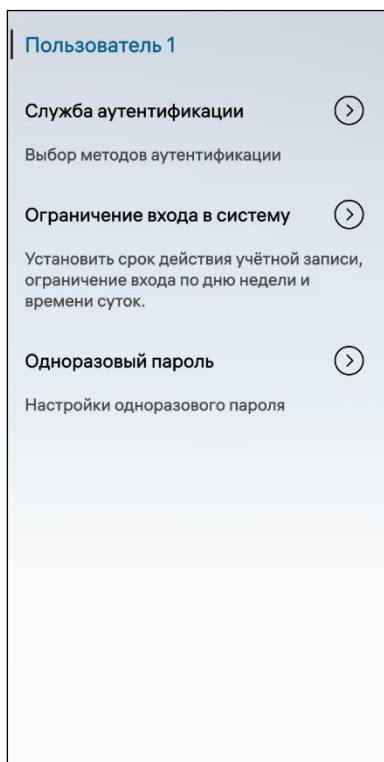 Пользователь 1
Служба аутентификации
Выбор методов аутентификации
Ограничение входа в систему
Установить срок действия учётной записи,
ограничение входа по дню недели и
времени суток.
Одноразовый пароль
Настройки одноразового пароля